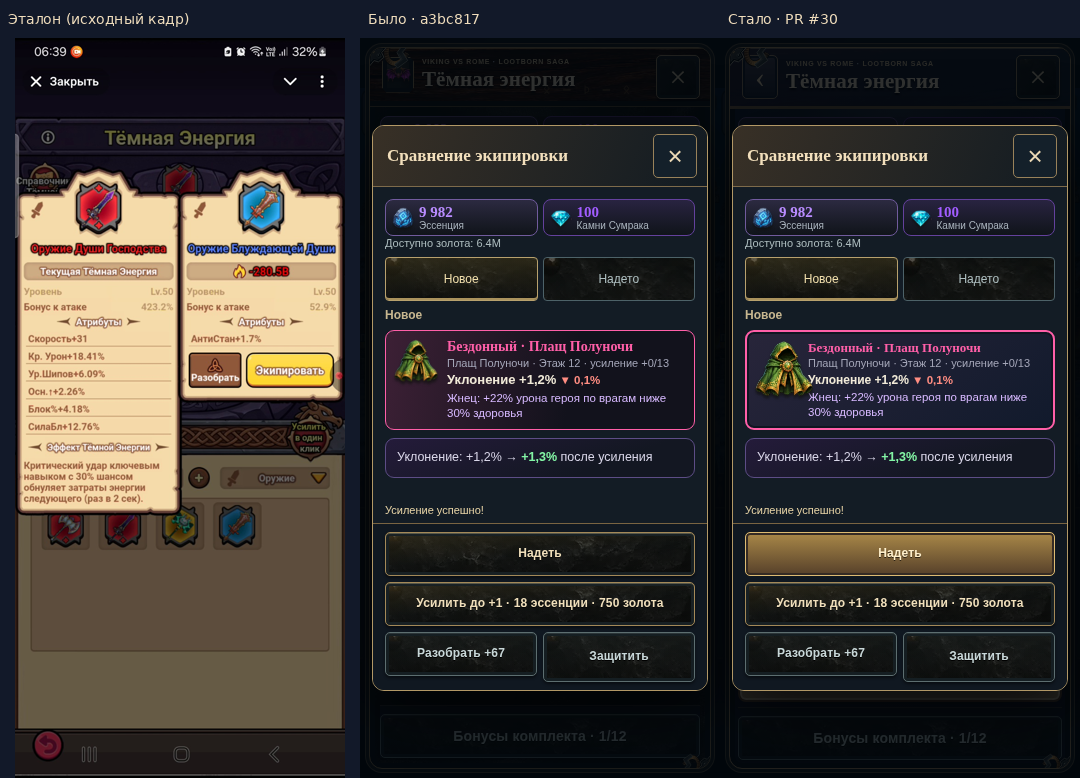 Эталон (исходный кадр)
06:39
32%
Закрыть
Тёмная Энергия
Справочник
Оружие Души Господства
Текущая Тёмная Энергия
Уровень Lv.50
Бонус к атаке 423.2%
Атрибуты
Скорость+31
Кр. Урон+18.41%
Ур.Шипов+6.09%
Осн.↑+2.26%
Блок%+4.18%
СилаБл+12.76%
Эффект Тёмной Энергии
Критический удар ключевым
навыком с 30% шансом
обнуляет затраты энергии
следующего (раз в 2 сек).
Оружие Блуждающей Души
-280.5B
Уровень Lv.50
Бонус к атаке 52.9%
Атрибуты
АнтиСтан+1.7%
Разобрать
Экипировать
Усилить
в один
клик
Оружие
Было · a3bc817
VIKING VS ROME · LOOTBORN SAGA
Тёмная энергия
Сравнение экипировки
9 982
Эссенция
100
Камни Сумрака
Доступно золота: 6.4M
Новое
Надето
Новое
Бездонный · Плащ Полуночи
Плащ Полуночи · Этаж 12 · усиление +0/13
Уклонение +1,2% ▼ 0,1%
Жнец: +22% урона героя по врагам ниже
30% здоровья
Уклонение: +1,2% → +1,3% после усиления
Усиление успешно!
Надеть
Усилить до +1 · 18 эссенции · 750 золота
Разобрать +67
Защитить
Бонусы комплекта · 1/12
Стало · PR #30
VIKING VS ROME · LOOTBORN SAGA
Тёмная энергия
Сравнение экипировки
9 982
Эссенция
100
Камни Сумрака
Доступно золота: 6.4M
Новое
Надето
Новое
Бездонный · Плащ Полуночи
Плащ Полуночи · Этаж 12 · усиление +0/13
Уклонение +1,2% ▼ 0,1%
Жнец: +22% урона героя по врагам ниже
30% здоровья
Уклонение: +1,2% → +1,3% после усиления
Усиление успешно!
Надеть
Усилить до +1 · 18 эссенции · 750 золота
Разобрать +67
Защитить
Бонусы комплекта · 1/12